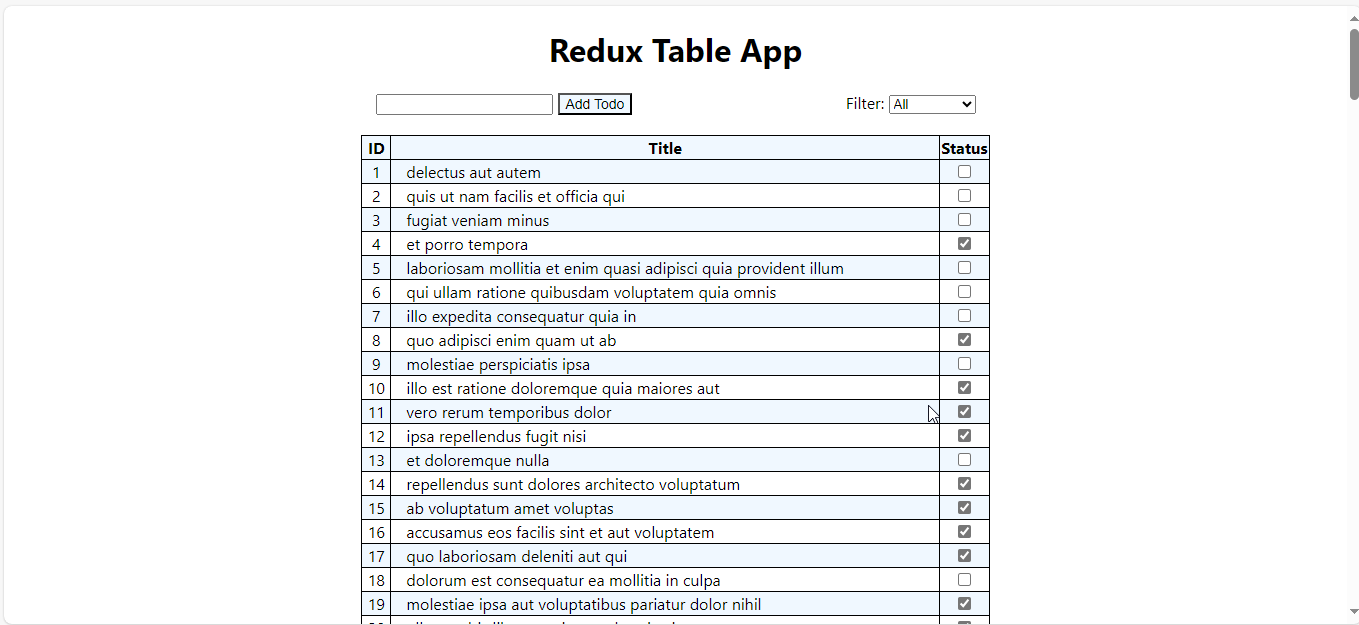 Redux Table App
Add Todo Filter: All
ID Title Status
1 delectus aut autem
2 quis ut nam facilis et officia qui
3 fugiat veniam minus
4 et porro tempora
5 laboriosam mollitia et enim quasi adipisci quia provident illum
6 qui ullam ratione quibusdam voluptatem quia omnis
7 illo expedita consequatur quia in
8 quo adipisci enim quam ut ab
9 molestiae perspiciatis ipsa
10 illo est ratione doloremque quia maiores aut
11 vero rerum temporibus dolor
12 ipsa repellendus fugit nisi
13 et doloremque nulla
14 repellendus sunt dolores architecto voluptatum
15 ab voluptatum amet voluptas
16 accusamus eos facilis sint et aut voluptatem
17 quo laboriosam deleniti aut qui
18 dolorum est consequatur ea mollitia in culpa
19 molestiae ipsa aut voluptatibus pariatur dolor nihil